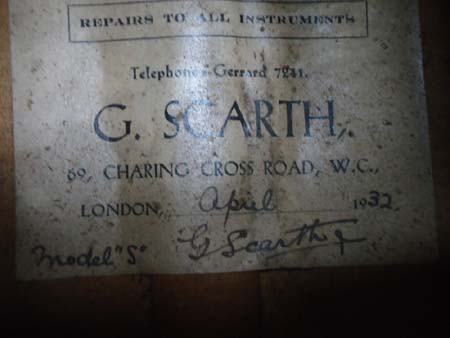 REPAIRS TO ALL INSTRUMENTS
Telephone: Gerrard 7241.
G. SCARTH,
69, CHARING CROSS ROAD, W.C.,
LONDON, April 1932
Model "S" G Scarth